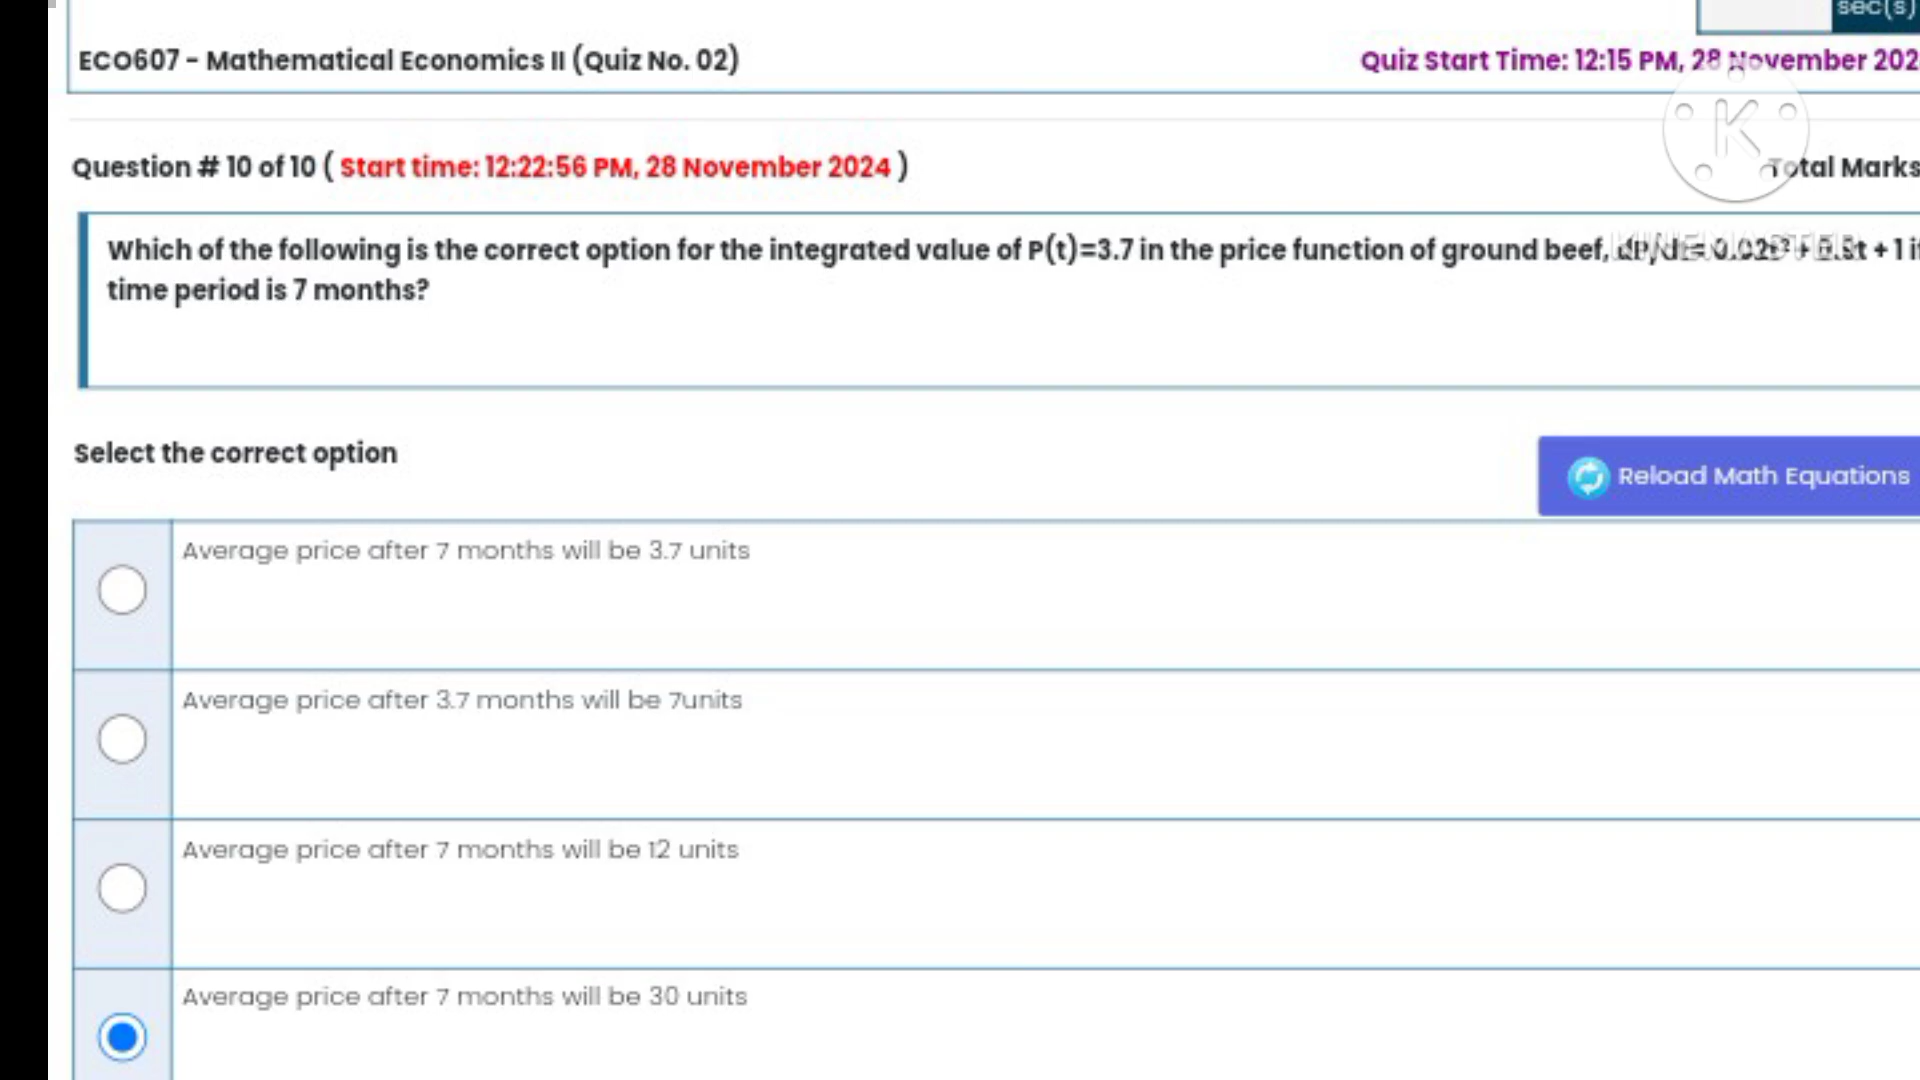 sec(s)
ECO607 - Mathematical Economics II (Quiz No. 02)
Quiz Start Time: 12:15 PM, 28 November 202
Question # 10 of 10 ( Start time: 12:22:56 PM, 28 November 2024 )
Total Marks
Which of the following is the correct option for the integrated value of P(t)=3.7 in the price function of ground beef, + 1 i
time period is 7 months?
Select the correct option
Reload Math Equations
Average price after 7 months will be 3.7 units
Average price after 3.7 months will be 7units
Average price after 7 months will be 12 units
Average price after 7 months will be 30 units